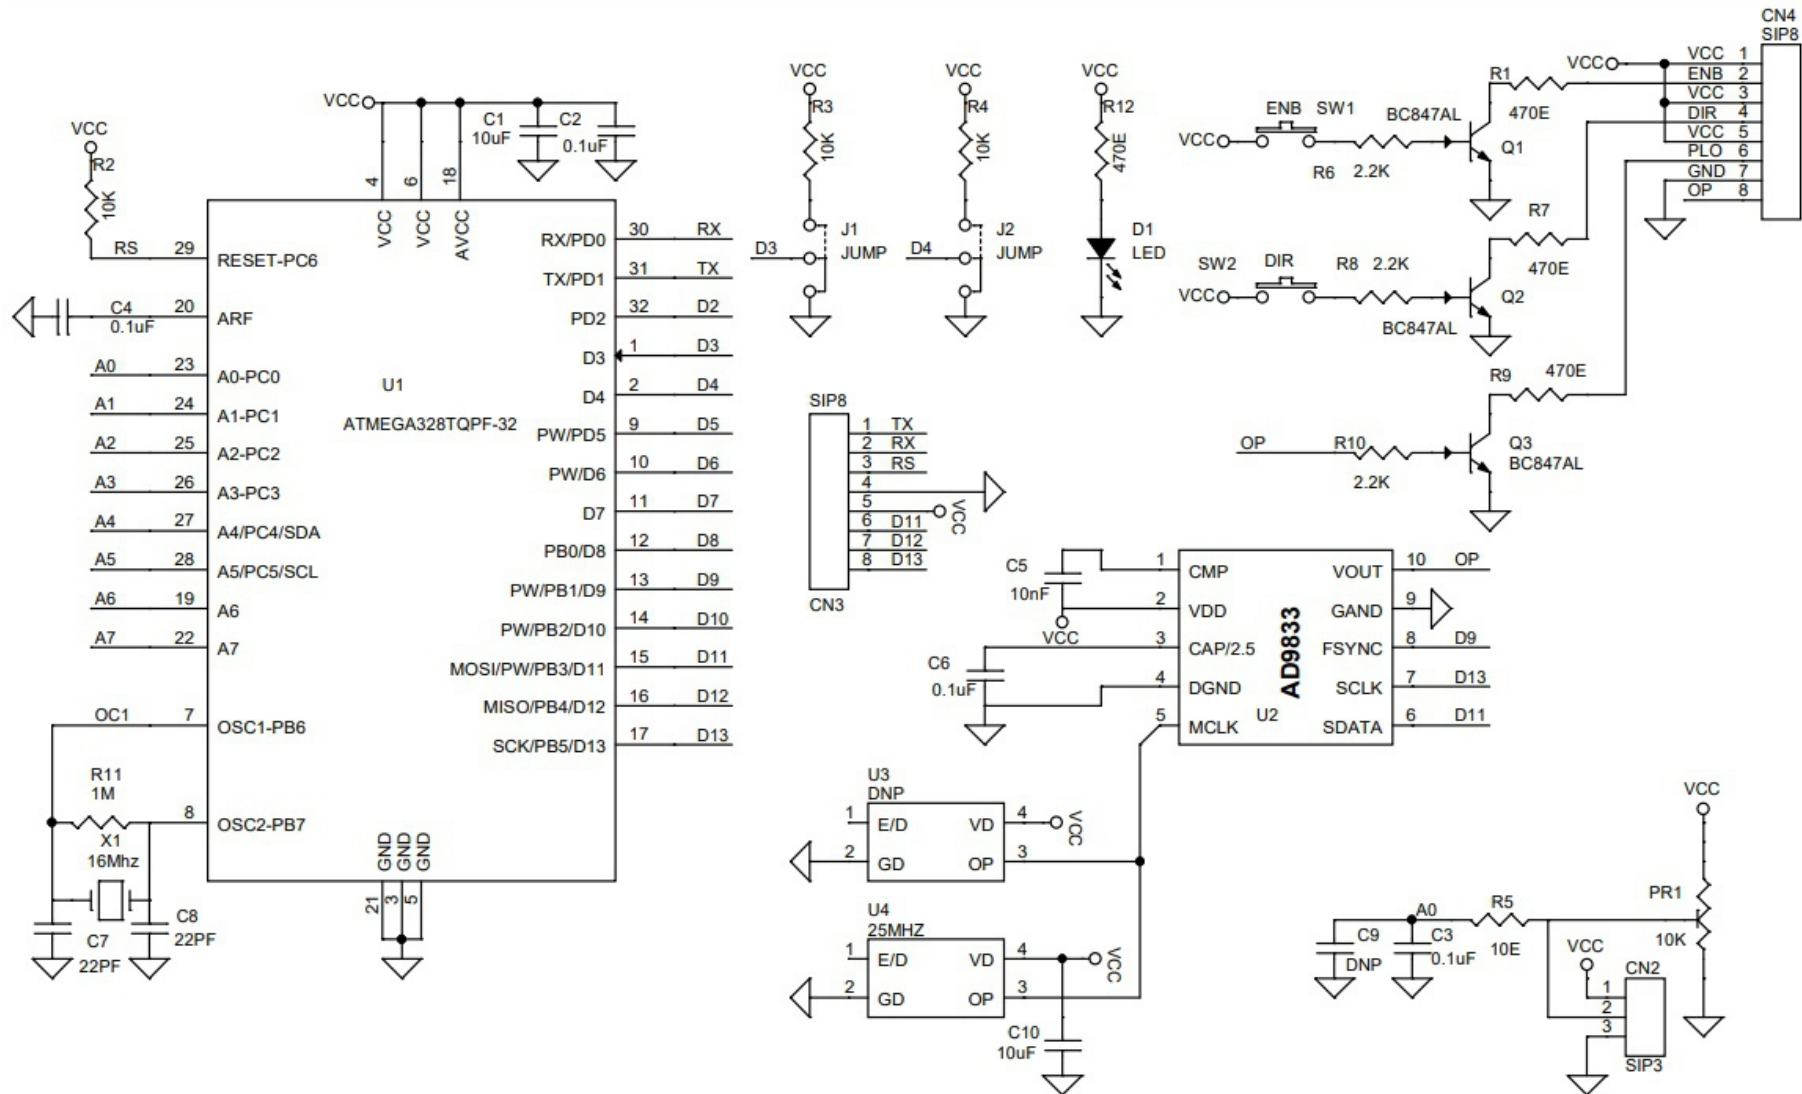 CN4
SIP8
VCC 1
ENB 2
VCC 3
DIR 4
VCC 5
PLO 6
GND 7
OP 8
VCC
R1
470E
ENB SW1
VCC
R6 2.2K
BC847AL
Q1
R7
470E
SW2 DIR
VCC
R8 2.2K
BC847AL
Q2
R9 470E
OP R10
2.2K
Q3
BC847AL
VCC
R2
10K
RS
VCC
C1
10uF
C2
0.1uF
VCC
R3
10K
J1
JUMP
D3
VCC
R4
10K
J2
JUMP
D4
VCC
R12
470E
D1
LED
4 6 18
VCC VCC AVCC
29 RESET-PC6
C4
0.1uF
20 ARF
A0 23 A0-PC0
A1 24 A1-PC1
A2 25 A2-PC2
A3 26 A3-PC3
A4 27 A4/PC4/SDA
A5 28 A5/PC5/SCL
A6 19 A6
A7 22 A7
OC1 7 OSC1-PB6
8 OSC2-PB7
U1
ATMEGA328TQPF-32
RX/PD0 30 RX
TX/PD1 31 TX
PD2 32 D2
D3 1 D3
D4 2 D4
PW/PD5 9 D5
PW/D6 10 D6
D7 11 D7
PB0/D8 12 D8
PW/PB1/D9 13 D9
PW/PB2/D10 14 D10
MOSI/PW/PB3/D11 15 D11
MISO/PB4/D12 16 D12
SCK/PB5/D13 17 D13
GND GND GND
21 3 5
R11
1M
X1
16Mhz
C7
22PF
C8
22PF
SIP8
1 TX
2 RX
3 RS
4
5 VCC
6 D11
7 D12
8 D13
CN3
C5
10nF
VCC
C6
0.1uF
1 CMP
2 VDD
3 CAP/2.5
4 DGND
5 MCLK
AD9833
U2
VOUT 10 OP
GAND 9
FSYNC 8 D9
SCLK 7 D13
SDATA 6 D11
U3
DNP
1 E/D VD 4 VCC
2 GD OP 3
U4
25MHZ
1 E/D VD 4 VCC
2 GD OP 3
C10
10uF
VCC
PR1
10K
A0
R5
10E
C9
DNP
C3
0.1uF
VCC
CN2
1
2
3
SIP3